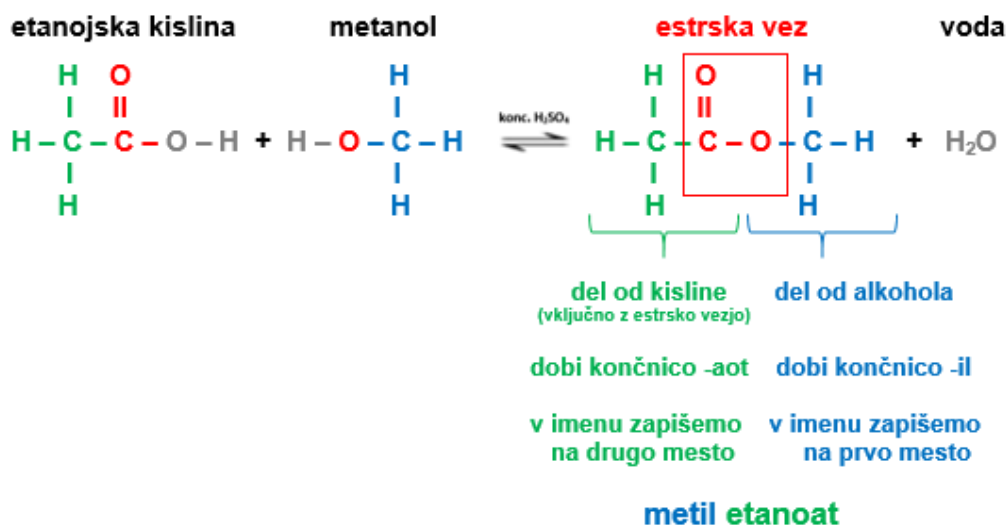 etanojska kislina metanol estrska vez voda
H O H H O H
H – C – C – O – H + H – O – C – H konc. H₂SO₄ H – C – C – O – C – H + H₂O
H H H H
del od kisline del od alkohola
(vključno z estrsko vezjo)
dobi končnico -aot dobi končnico -il
v imenu zapišemo v imenu zapišemo
na drugo mesto na prvo mesto
metil etanoat